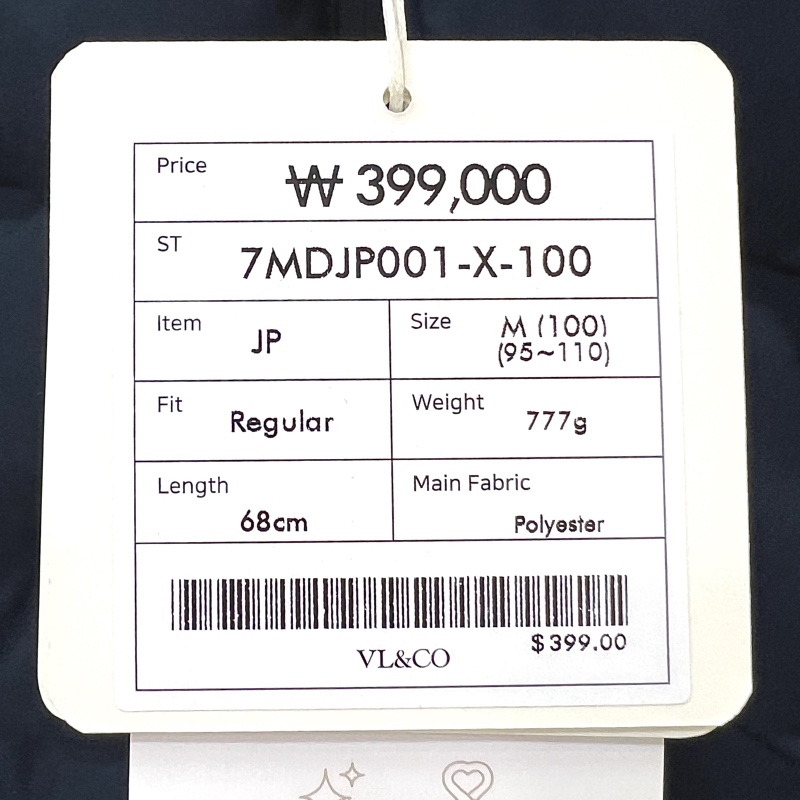 Price ₩ 399,000
ST 7MDJP001-X-100
Item JP
Size M (100)
(95~110)
Fit Regular
Weight 777g
Length 68cm
Main Fabric Polyester
$399.00
VL&CO